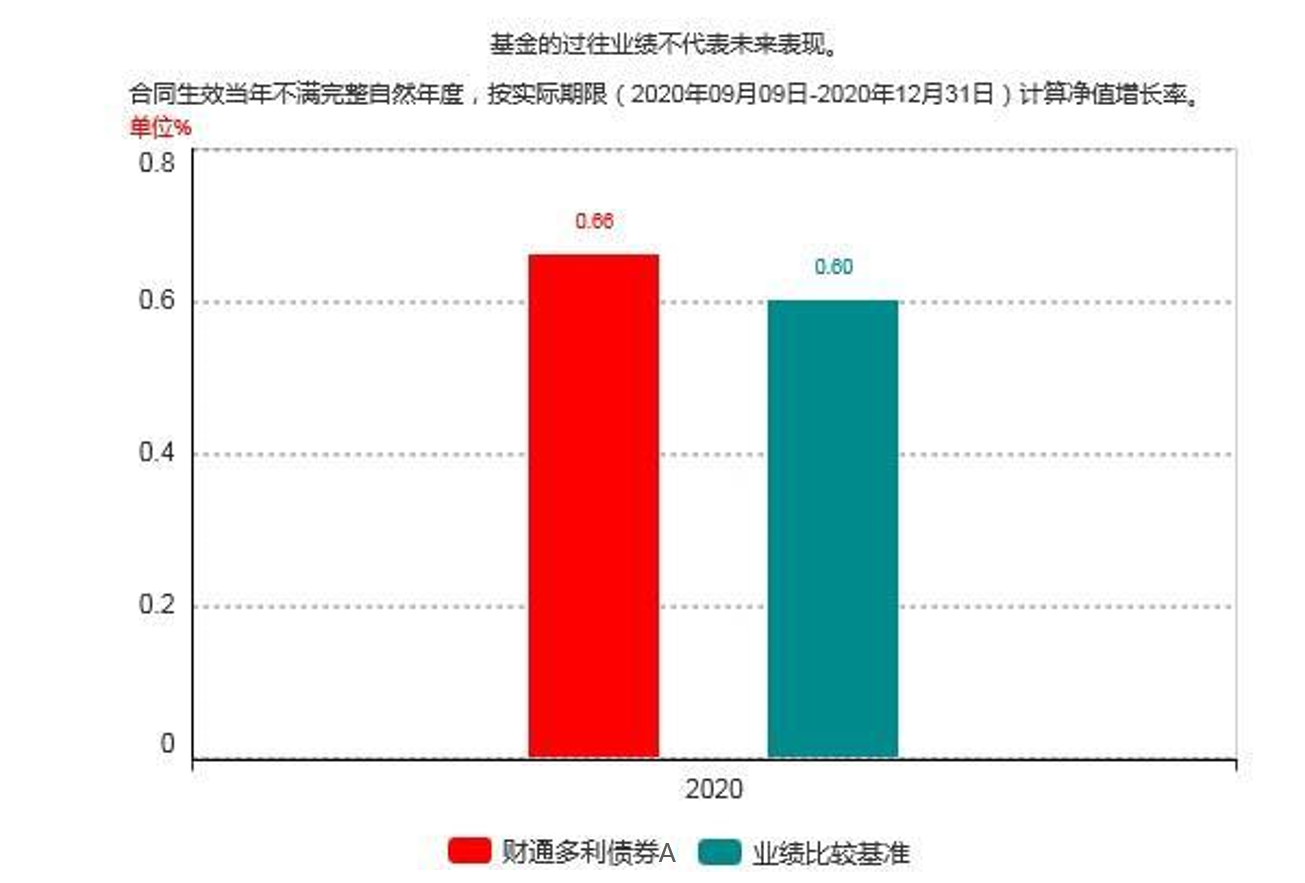 基金的过往业绩不代表未来表现。
合同生效当年不满完整自然年度，按实际期限（2020年09月09日-2020年12月31日）计算净值增长率。
单位%
0.8
0.66
0.60
0.6
0.4
0.2
0
2020
财通多利债券A 业绩比较基准